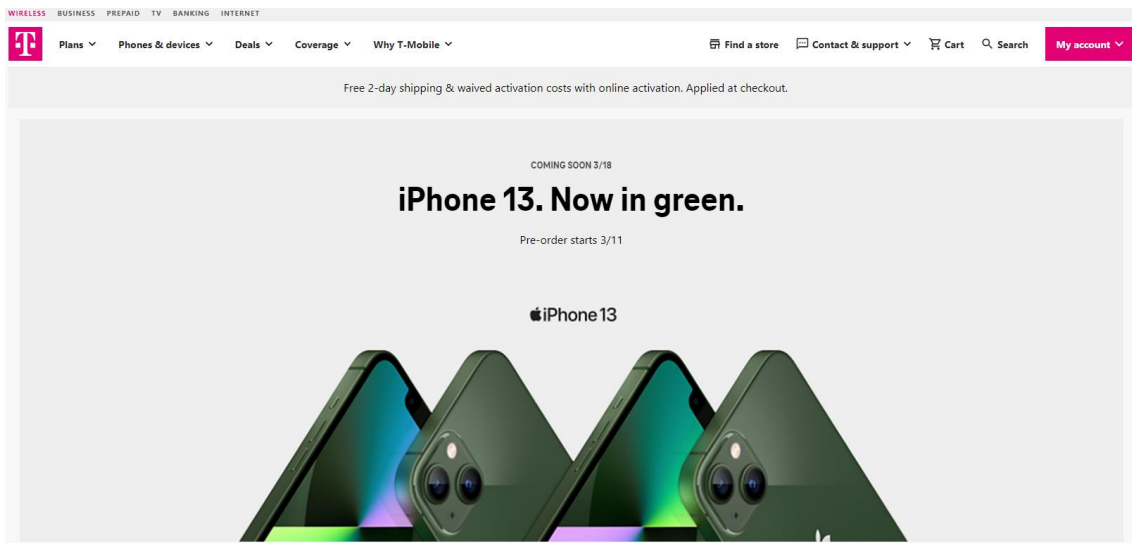 WIRELESS BUSINESS PREPAID TV BANKING INTERNET
T Plans Phones & devices Deals Coverage Why T-Mobile Find a store Contact & support Cart Search My account
Free 2-day shipping & waived activation costs with online activation. Applied at checkout.
COMING SOON 3/18
iPhone 13. Now in green.
Pre-order starts 3/11
iPhone 13